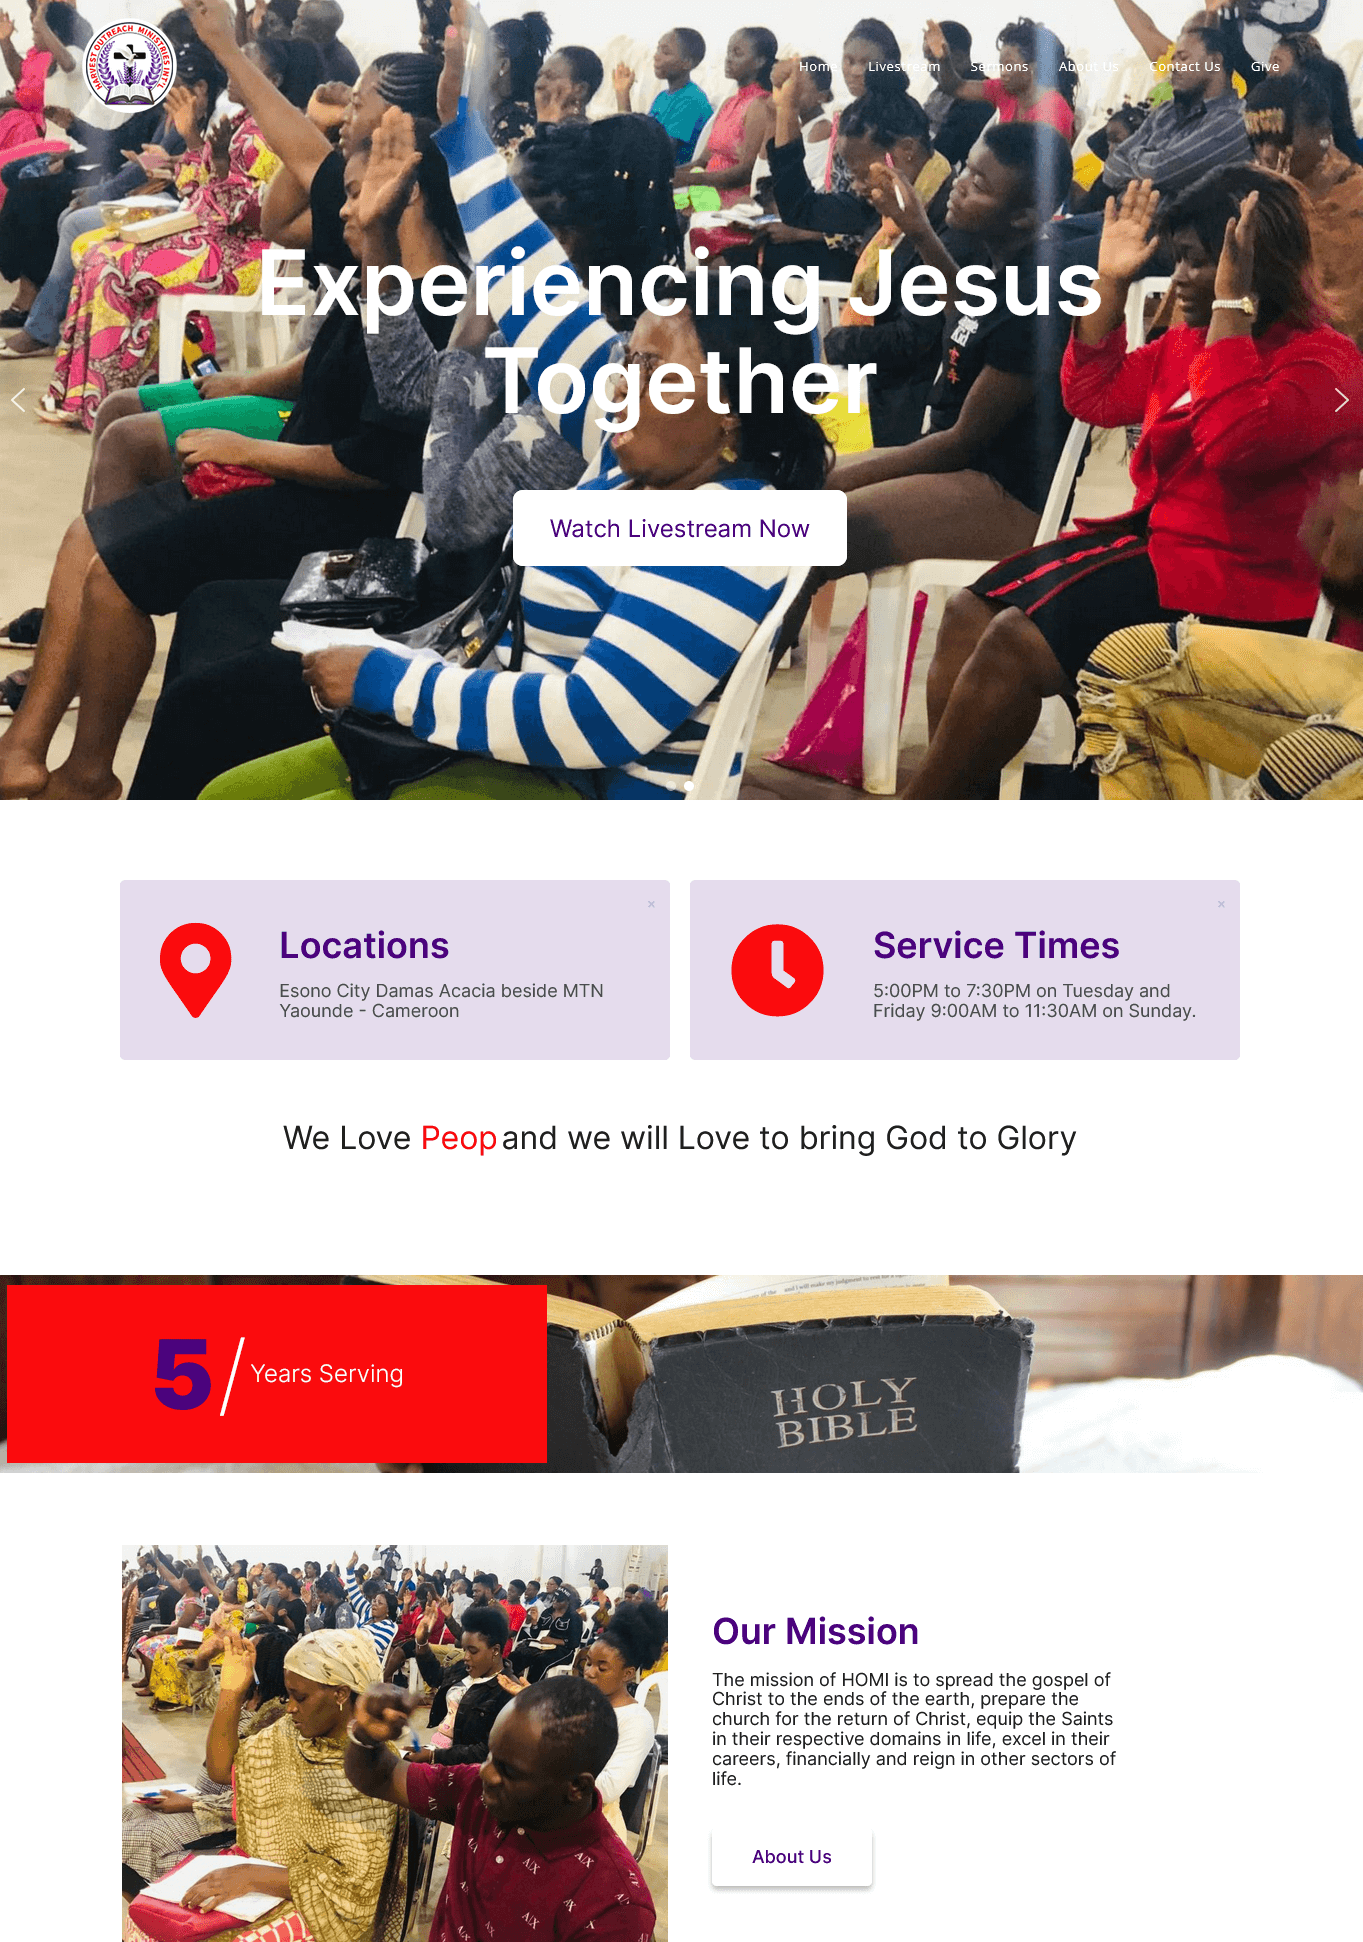 HARVEST OUTREACH MINISTRIES INT'L
Home Livestream Sermons About Us Contact Us Give
Experiencing Jesus
Together
Watch Livestream Now
×
Locations
Esono City Damas Acacia beside MTN
Yaounde - Cameroon
×
Service Times
5:00PM to 7:30PM on Tuesday and
Friday 9:00AM to 11:30AM on Sunday.
We Love Peop and we will Love to bring God to Glory
5 / Years Serving
HOLY
BIBLE
Our Mission
The mission of HOMI is to spread the gospel of
Christ to the ends of the earth, prepare the
church for the return of Christ, equip the Saints
in their respective domains in life, excel in their
careers, financially and reign in other sectors of
life.
About Us